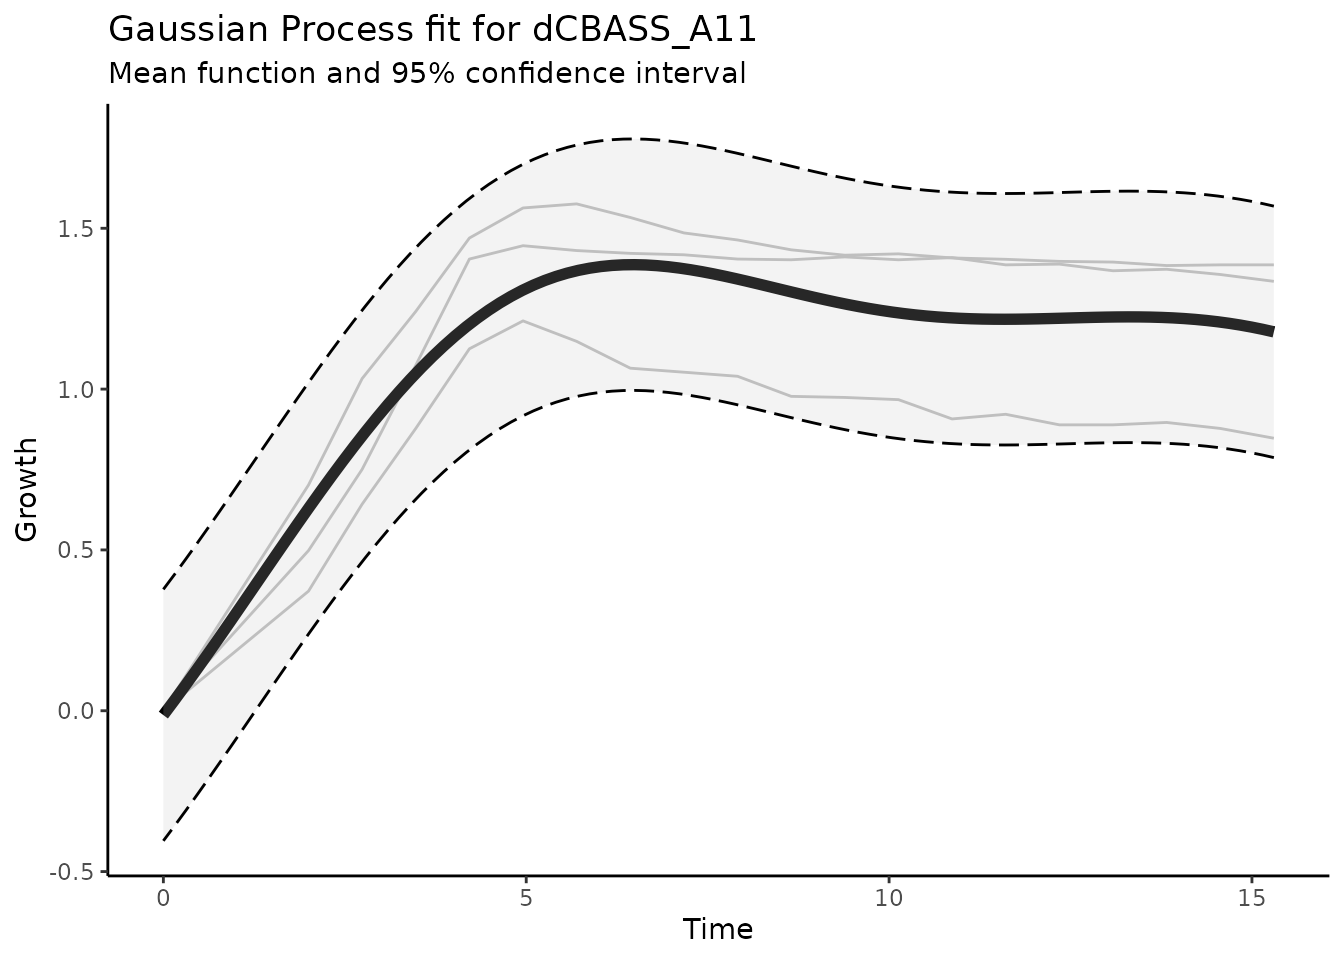 Gaussian Process fit for dCBASS_A11
Mean function and 95% confidence interval
Growth
1.5
1.0
0.5
0.0
-0.5
0 5 10 15
Time